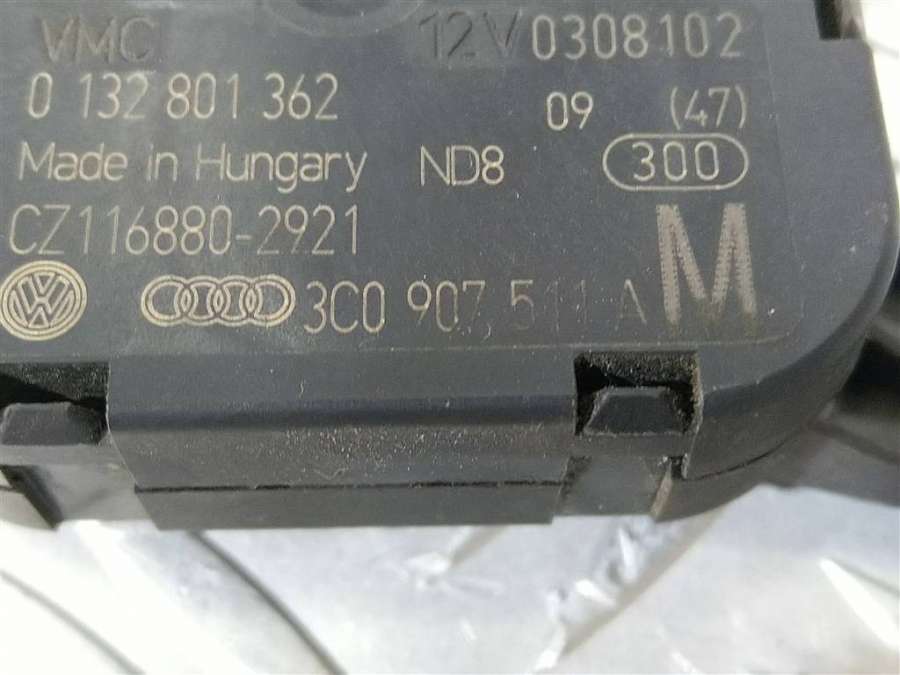 VMC 12V 0308102
0 132 801 362 09 (47)
Made in Hungary ND8 300
CZ116880-2921 M
3C0 907 511 A